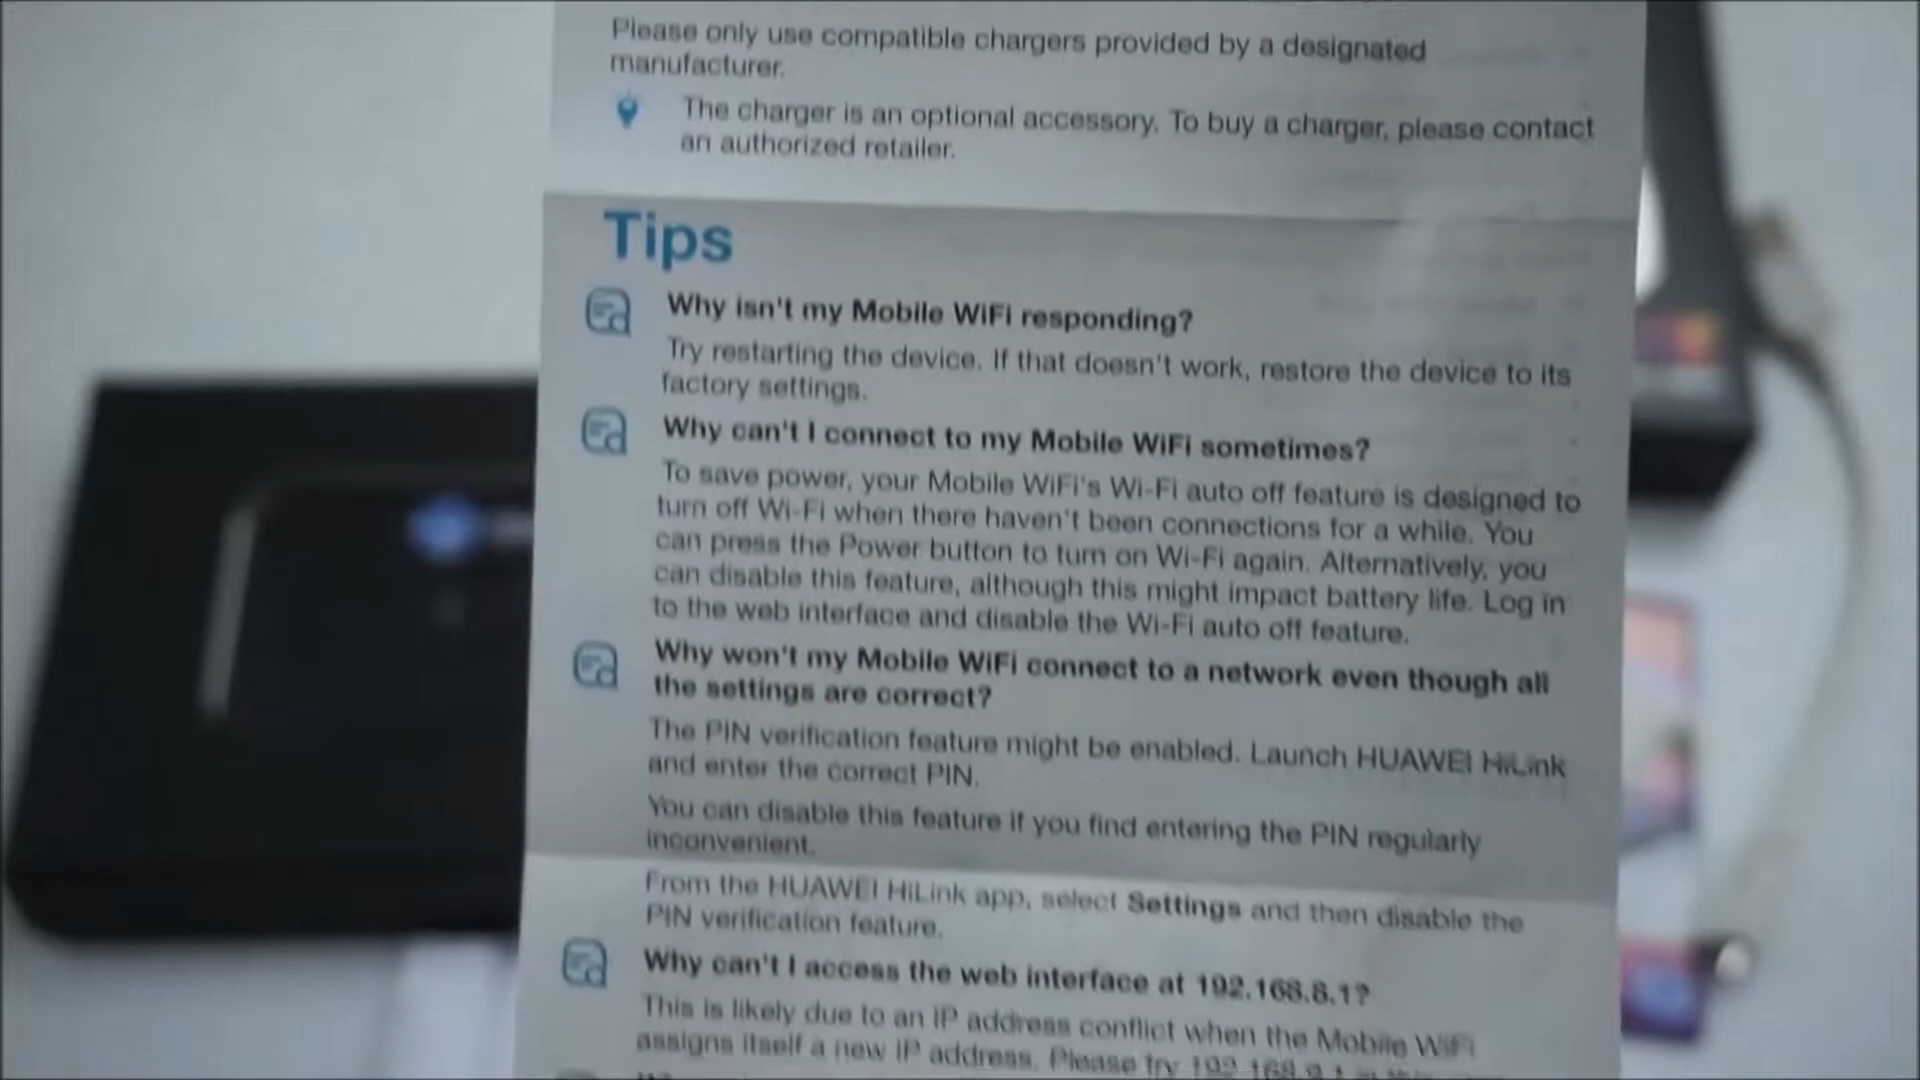 Please only use compatible chargers provided by a designated
manufacturer.
The charger is an optional accessory. To buy a charger, please contact
an authorized retailer.
Tips
Why isn't my Mobile WiFi responding?
Try restarting the device. If that doesn't work, restore the device to its
factory settings.
Why can't I connect to my Mobile WiFi sometimes?
To save power, your Mobile WiFi's Wi-Fi auto off feature is designed to
turn off Wi-Fi when there haven't been connections for a while. You
can press the Power button to turn on Wi-Fi again. Alternatively, you
can disable this feature, although this might impact battery life. Log in
to the web interface and disable the Wi-Fi auto off feature.
Why won't my Mobile WiFi connect to a network even though all
the settings are correct?
The PIN verification feature might be enabled. Launch HUAWEI HiLink
and enter the correct PIN.
You can disable this feature if you find entering the PIN regularly
inconvenient.
From the HUAWEI HiLink app, select Settings and then disable the
PIN verification feature.
Why can't I access the web interface at 192.168.8.1?
This is likely due to an IP address conflict when the Mobile WiFi
assigns itself a new IP address. Please try 192.168.9.1